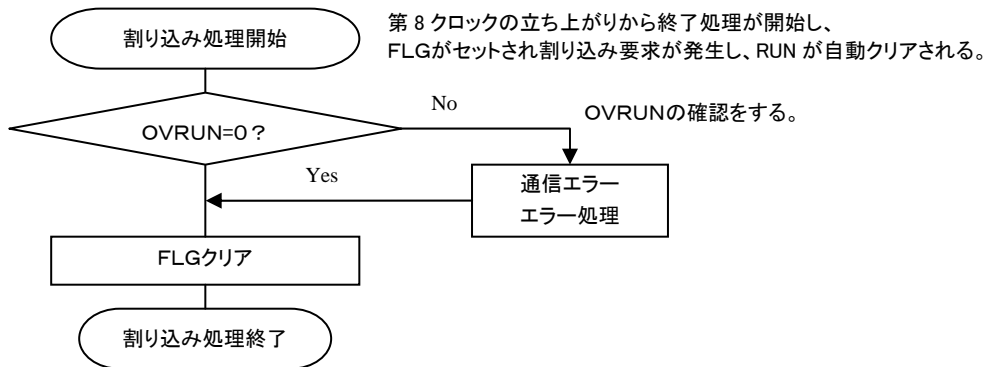 割り込み処理開始
第 8 クロックの立ち上がりから終了処理が開始し、
FLGがセットされ割り込み要求が発生し、RUN が自動クリアされる。
OVRUN=0？
No
OVRUNの確認をする。
Yes
通信エラー
エラー処理
FLGクリア
割り込み処理終了